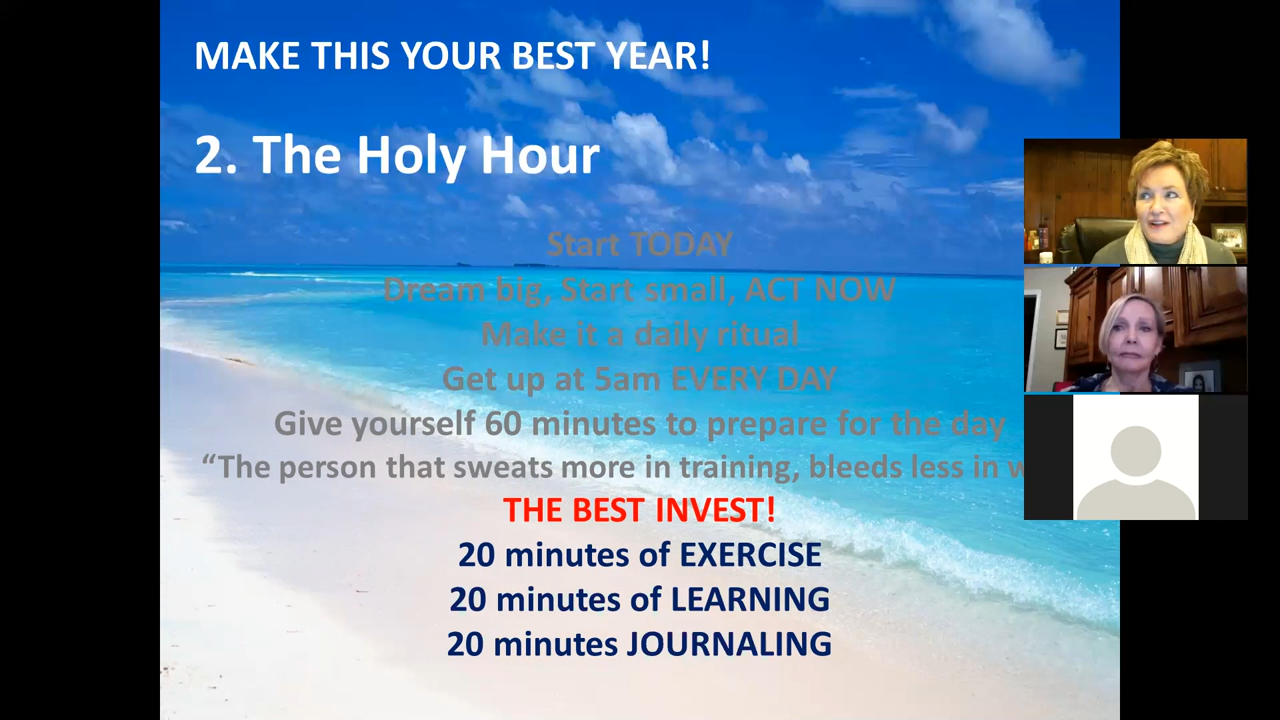 MAKE THIS YOUR BEST YEAR!
2. The Holy Hour
Start TODAY
Dream big, Start small, ACT NOW
Make it a daily ritual
Get up at 5am EVERY DAY
Give yourself 60 minutes to prepare for the day
“The person that sweats more in training, bleeds less in
THE BEST INVEST!
20 minutes of EXERCISE
20 minutes of LEARNING
20 minutes JOURNALING